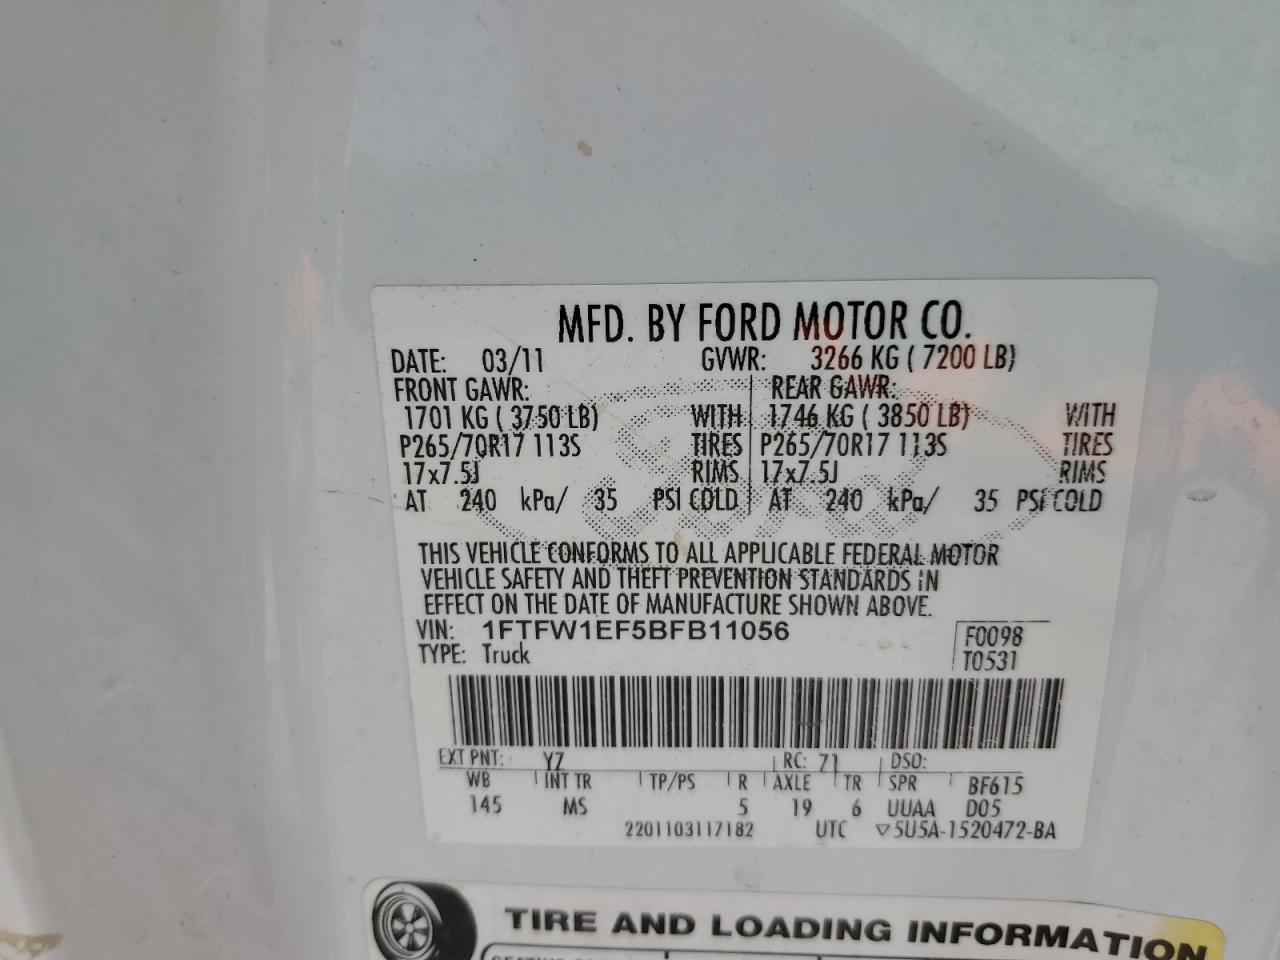 MFD. BY FORD MOTOR CO.
DATE: 03/11 GVWR: 3266 KG ( 7200 LB)
FRONT GAWR: REAR GAWR:
1701 KG ( 3750 LB) WITH 1746 KG ( 3850 LB) WITH
P265/70R17 113S TIRES P265/70R17 113S TIRES
17x7.5J RIMS 17x7.5J RIMS
AT 240 kPa/ 35 PSI COLD AT 240 kPa/ 35 PSI COLD
Ford
THIS VEHICLE CONFORMS TO ALL APPLICABLE FEDERAL MOTOR
VEHICLE SAFETY AND THEFT PREVENTION STANDARDS IN
EFFECT ON THE DATE OF MANUFACTURE SHOWN ABOVE.
VIN: 1FTFW1EF5BFB11056 F0098
TYPE: Truck T0531
EXT PNT: YZ RC: 71 DSO:
WB INT TR TP/PS R AXLE TR SPR BF615
145 MS 5 19 6 UUAA D05
2201103117182 UTC ▽5U5A-1520472-BA
TIRE AND LOADING INFORMATION